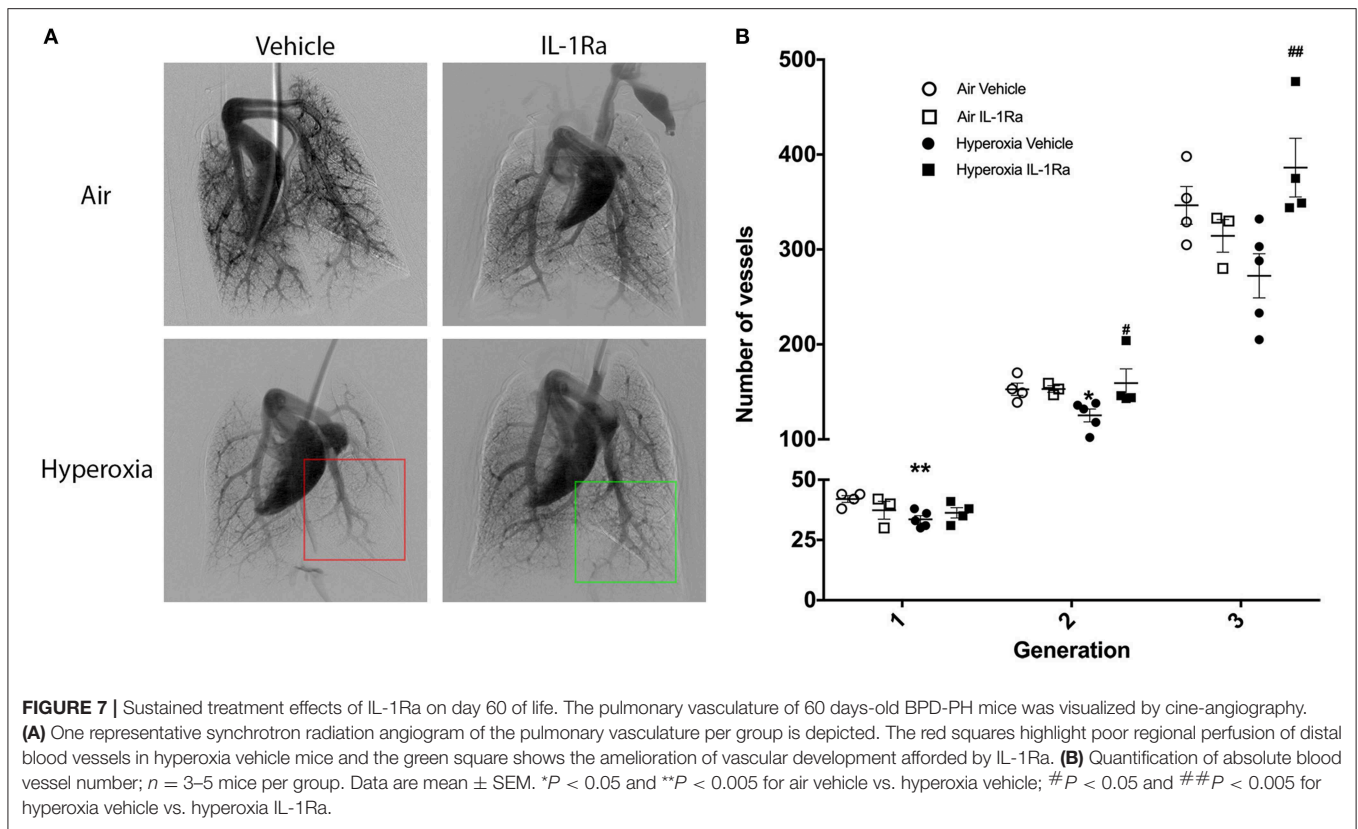 A
Vehicle
IL-1Ra
Air
Hyperoxia
B
500
400
300
200
100
50
25
0
Number of vessels
Air Vehicle
Air IL-1Ra
Hyperoxia Vehicle
Hyperoxia IL-1Ra
**
*
#
##
1
2
3
Generation
FIGURE 7 | Sustained treatment effects of IL-1Ra on day 60 of life. The pulmonary vasculature of 60 days-old BPD-PH mice was visualized by cine-angiography.
(A) One representative synchrotron radiation angiogram of the pulmonary vasculature per group is depicted. The red squares highlight poor regional perfusion of distal
blood vessels in hyperoxia vehicle mice and the green square shows the amelioration of vascular development afforded by IL-1Ra. (B) Quantification of absolute blood
vessel number; n = 3–5 mice per group. Data are mean ± SEM. *P < 0.05 and **P < 0.005 for air vehicle vs. hyperoxia vehicle; #P < 0.05 and ##P < 0.005 for
hyperoxia vehicle vs. hyperoxia IL-1Ra.